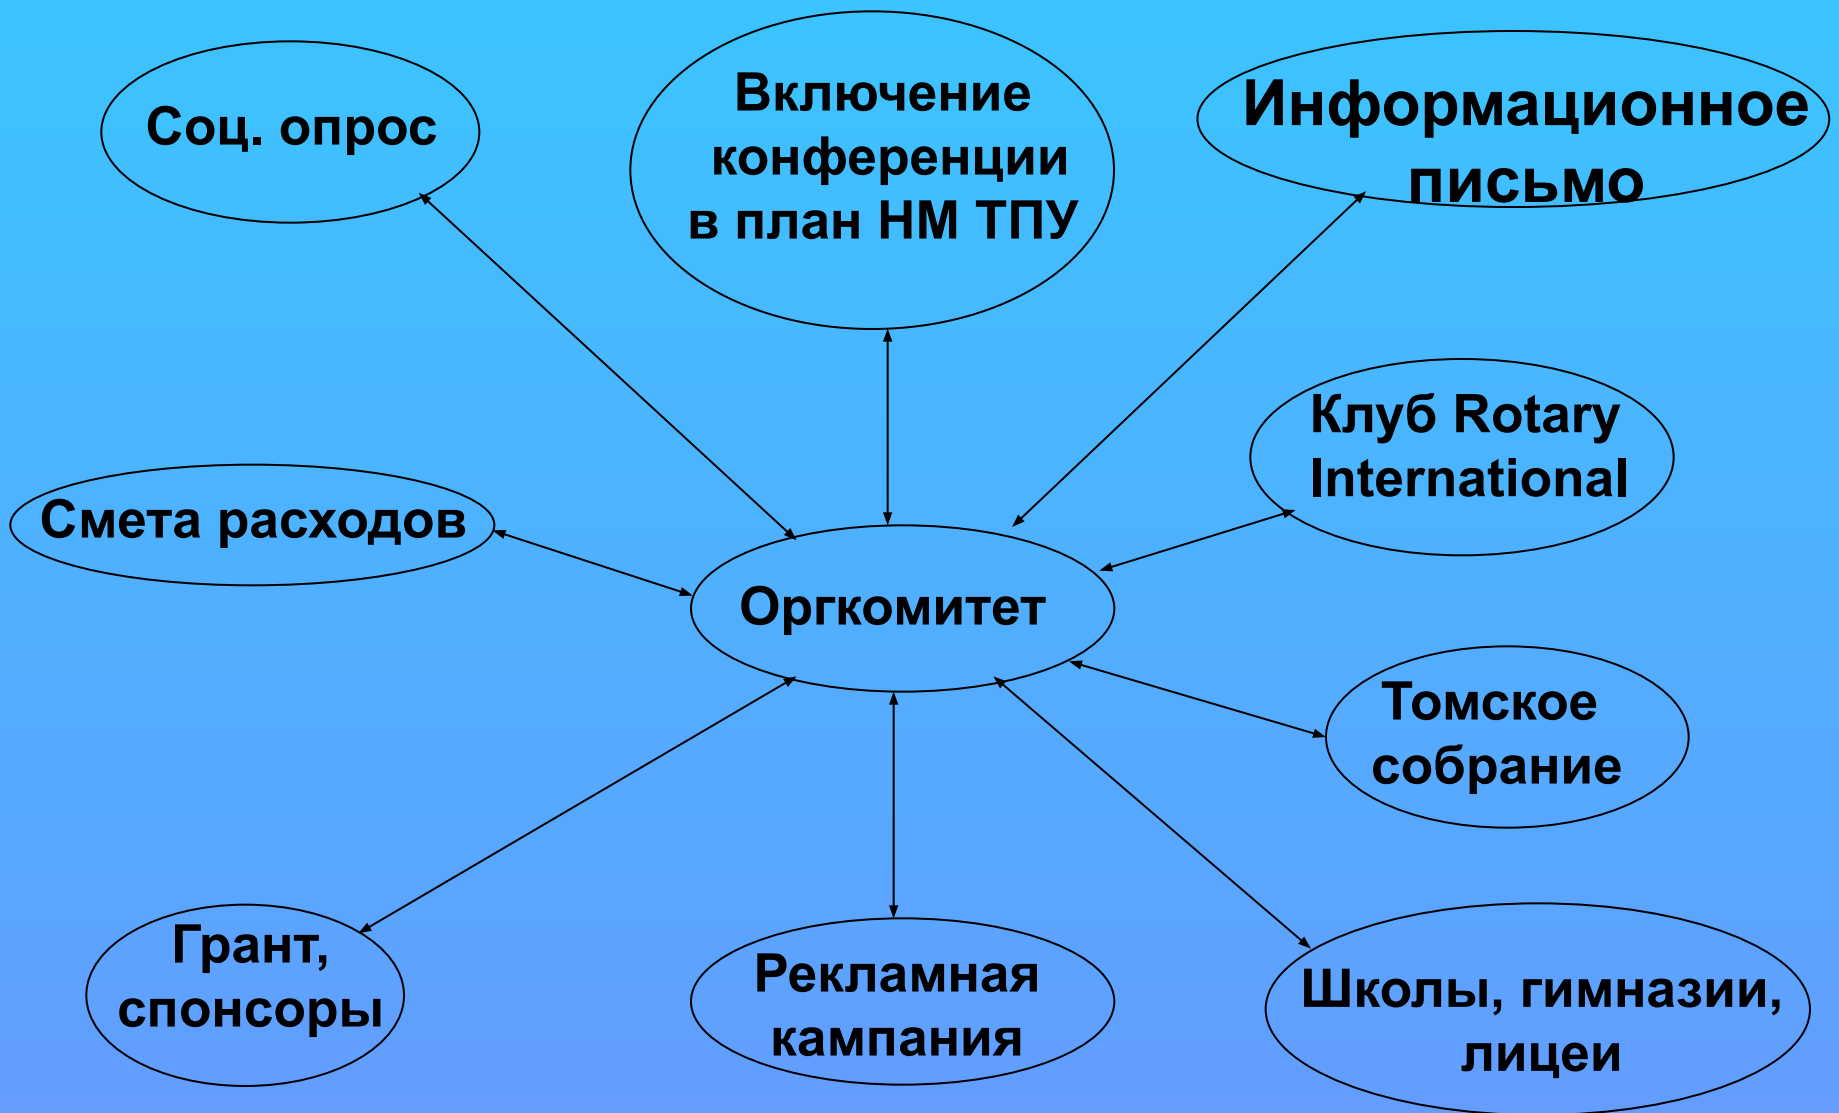 Соц. опрос
Включение
конференции
в план НМ ТПУ
Информационное
письмо
Клуб Rotary
International
Смета расходов
Оргкомитет
Томское
собрание
Грант,
спонсоры
Рекламная
кампания
Школы, гимназии,
лицеи